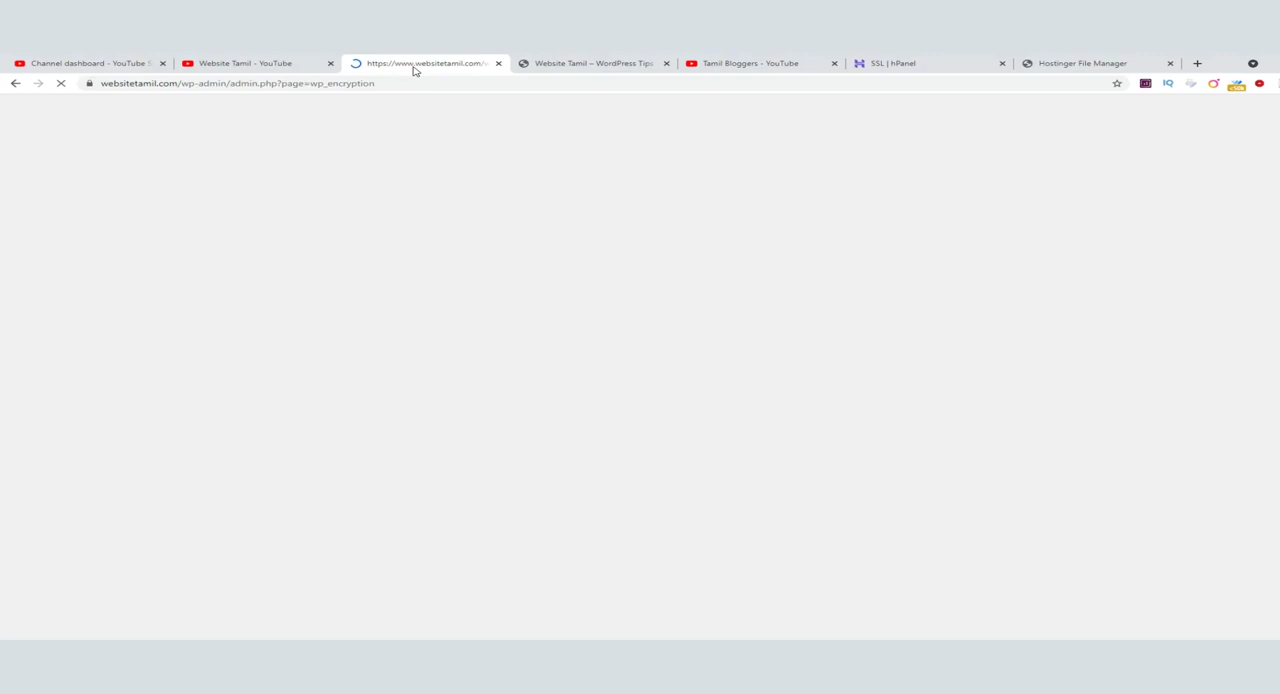 Channel dashboard - YouTube S
Website Tamil - YouTube
https://www.websitetamil.com/
Website Tamil – WordPress Tips
Tamil Bloggers - YouTube
SSL | hPanel
Hostinger File Manager
websitetamil.com/wp-admin/admin.php?page=wp_encryption
IQ